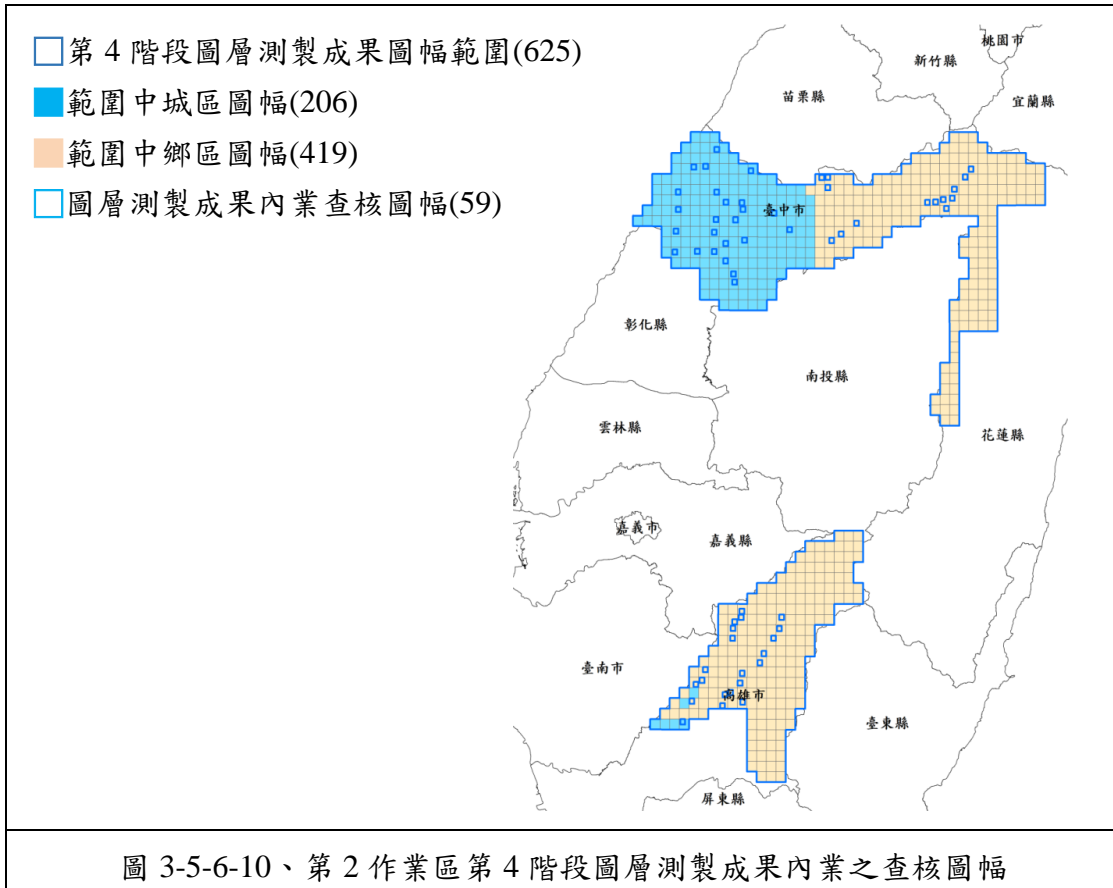 第 4 階段圖層測製成果圖幅範圍(625)
範圍中城區圖幅(206)
範圍中鄉區圖幅(419)
圖層測製成果內業查核圖幅(59)
桃園市
新竹縣
苗栗縣
宜蘭縣
臺中市
彰化縣
南投縣
雲林縣
花蓮縣
嘉義市
嘉義縣
臺南市
高雄市
臺東縣
屏東縣
圖 3-5-6-10、第 2 作業區第 4 階段圖層測製成果內業之查核圖幅